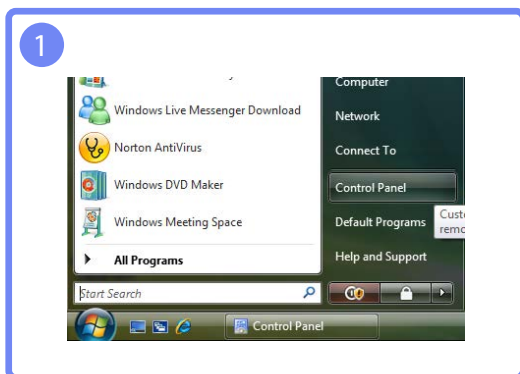 1
Computer
Windows Live Messenger Download
Network
Norton AntiVirus
Connect To
Windows DVD Maker
Control Panel
Windows Meeting Space
Default Programs
All Programs
Help and Support
Start Search
Control Panel